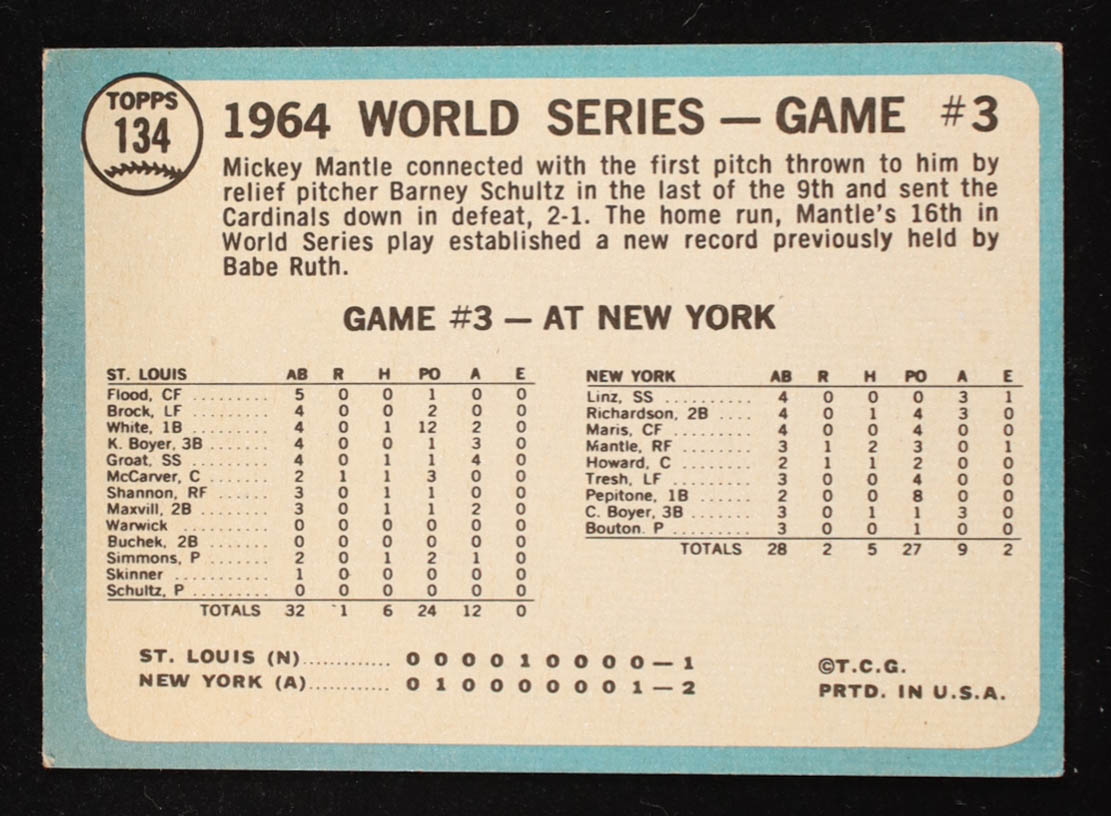 TOPPS
134
1964 WORLD SERIES — GAME #3
Mickey Mantle connected with the first pitch thrown to him by
relief pitcher Barney Schultz in the last of the 9th and sent the
Cardinals down in defeat, 2-1. The home run, Mantle's 16th in
World Series play established a new record previously held by
Babe Ruth.
GAME #3 — AT NEW YORK
ST. LOUIS AB R H PO A E
Flood, CF ......... 5 0 0 1 0 0
Brock, LF ......... 4 0 0 2 0 0
White, 1B ......... 4 0 1 12 2 0
K. Boyer, 3B ....... 4 0 0 1 3 0
Groat, SS ......... 4 0 1 1 4 0
McCarver, C ....... 2 1 1 3 0 0
Shannon, RF ...... 3 0 1 1 0 0
Maxvill, 2B ........ 3 0 1 1 2 0
Warwick .......... 0 0 0 0 0 0
Buchek, 2B ....... 0 0 0 0 0 0
Simmons, P ....... 2 0 1 2 1 0
Skinner ........... 1 0 0 0 0 0
Schultz, P ......... 0 0 0 0 0 0
TOTALS 32 1 6 24 12 0
NEW YORK AB R H PO A E
Linz, SS .......... 4 0 0 0 3 1
Richardson, 2B .... 4 0 1 4 3 0
Maris, CF ......... 4 0 0 4 0 0
Mantle, RF ........ 3 1 2 3 0 1
Howard, C ........ 2 1 1 2 0 0
Tresh, LF ......... 3 0 0 4 0 0
Pepitone, 1B ...... 2 0 0 8 0 0
C. Boyer, 3B ....... 3 0 1 1 3 0
Bouton. P ......... 3 0 0 1 0 0
TOTALS 28 2 5 27 9 2
ST. LOUIS (N)............ 0 0 0 0 1 0 0 0 0 — 1
NEW YORK (A)........... 0 1 0 0 0 0 0 0 1 — 2
©T.C.G.
PRTD. IN U.S.A.